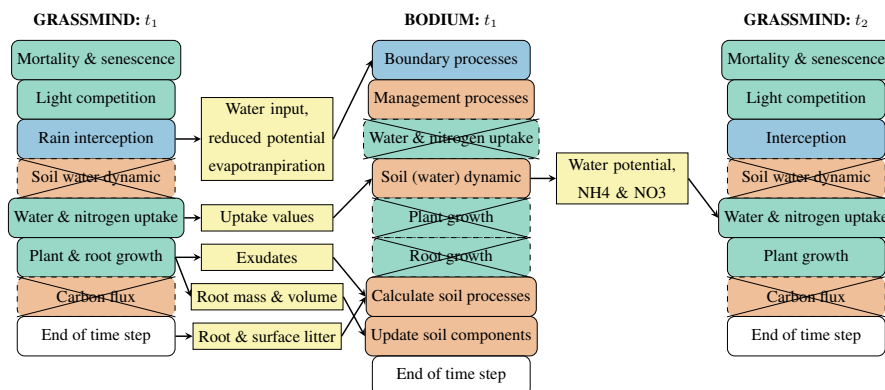 GRASSMIND: t1
Mortality & senescence
Light competition
Rain interception
Soil water dynamic
Water & nitrogen uptake
Plant & root growth
Carbon flux
End of time step
Water input,
reduced potential
evapotranpiration
Uptake values
Exudates
Root mass & volume
Root & surface litter
BODIUM: t1
Boundary processes
Management processes
Water & nitrogen uptake
Soil (water) dynamic
Plant growth
Root growth
Calculate soil processes
Update soil components
End of time step
Water potential,
NH4 & NO3
GRASSMIND: t2
Mortality & senescence
Light competition
Interception
Soil water dynamic
Water & nitrogen uptake
Plant growth
Carbon flux
End of time step